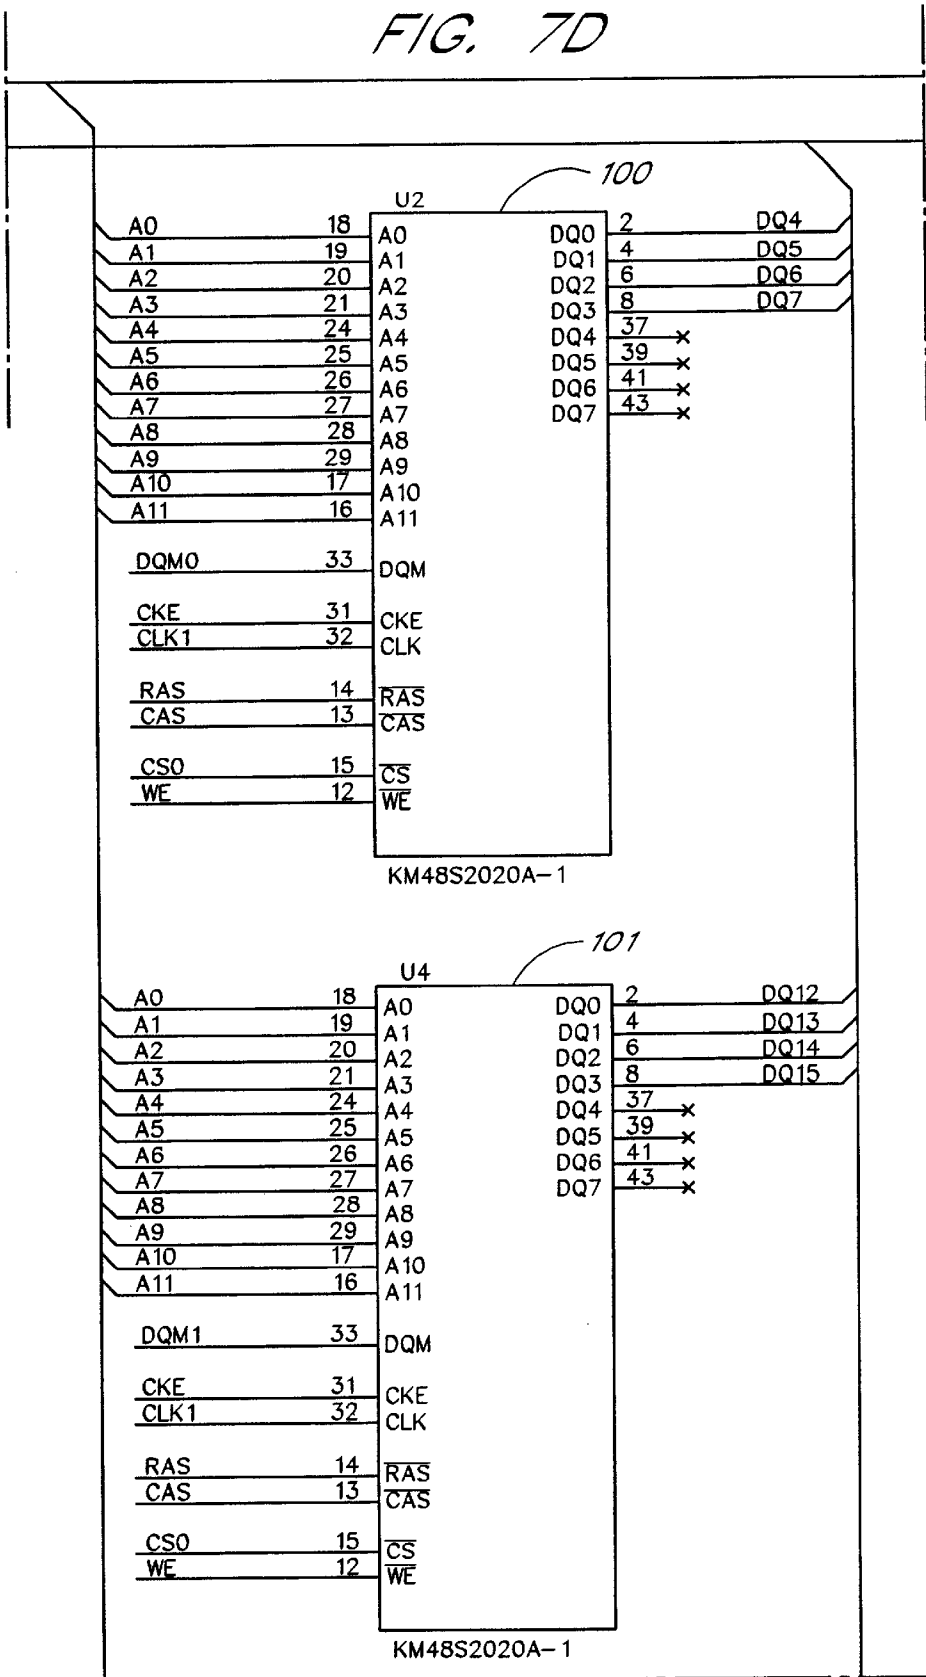 FIG. 7D
100
U2
A0 18 A0 DQ0 2 DQ4
A1 19 A1 DQ1 4 DQ5
A2 20 A2 DQ2 6 DQ6
A3 21 A3 DQ3 8 DQ7
A4 24 A4 DQ4 37
A5 25 A5 DQ5 39
A6 26 A6 DQ6 41
A7 27 A7 DQ7 43
A8 28 A8
A9 29 A9
A10 17 A10
A11 16 A11
DQM0 33 DQM
CKE 31 CKE
CLK1 32 CLK
RAS 14 RAS
CAS 13 CAS
CS0 15 CS
WE 12 WE
KM48S2020A-1
101
U4
A0 18 A0 DQ0 2 DQ12
A1 19 A1 DQ1 4 DQ13
A2 20 A2 DQ2 6 DQ14
A3 21 A3 DQ3 8 DQ15
A4 24 A4 DQ4 37
A5 25 A5 DQ5 39
A6 26 A6 DQ6 41
A7 27 A7 DQ7 43
A8 28 A8
A9 29 A9
A10 17 A10
A11 16 A11
DQM1 33 DQM
CKE 31 CKE
CLK1 32 CLK
RAS 14 RAS
CAS 13 CAS
CS0 15 CS
WE 12 WE
KM48S2020A-1